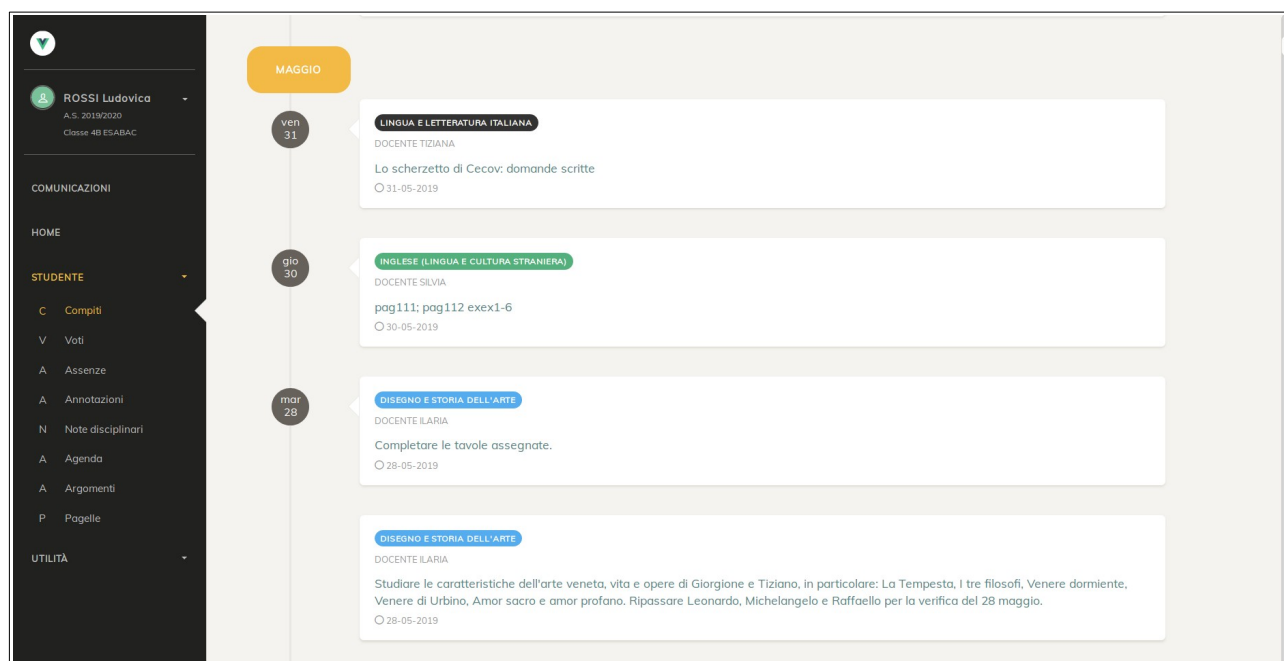 ROSSI Ludovica
A.S. 2019/2020
Classe 4B ESABAC
COMUNICAZIONI
HOME
STUDENTE
C Compiti
V Voti
A Assenze
A Annotazioni
N Note disciplinari
A Agenda
A Argomenti
P Pagelle
UTILITÀ
MAGGIO
ven
31
LINGUA E LETTERATURA ITALIANA
DOCENTE TIZIANA
Lo scherzetto di Cecov: domande scritte
31-05-2019
gio
30
INGLESE (LINGUA E CULTURA STRANIERA)
DOCENTE SILVIA
pag111; pag112 exex1-6
30-05-2019
mar
28
DISEGNO E STORIA DELL'ARTE
DOCENTE ILARIA
Completare le tavole assegnate.
28-05-2019
DISEGNO E STORIA DELL'ARTE
DOCENTE ILARIA
Studiare le caratteristiche dell'arte veneta, vita e opere di Giorgione e Tiziano, in particolare: La Tempesta, I tre filosofi, Venere dormiente,
Venere di Urbino, Amor sacro e amor profano. Ripassare Leonardo, Michelangelo e Raffaello per la verifica del 28 maggio.
28-05-2019